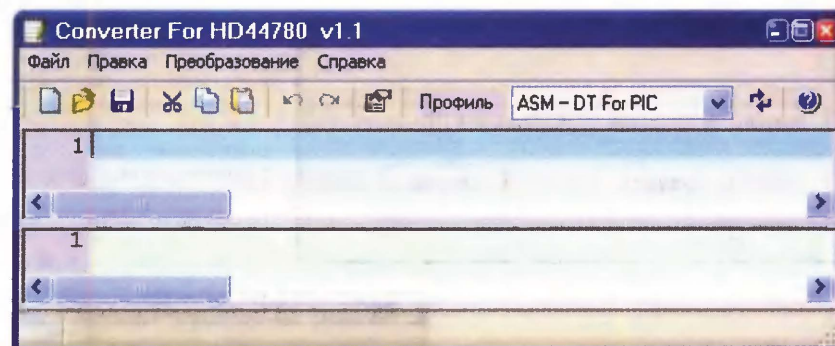 Converter For HD44780 v1.1
Файл Правка Преобразование Справка
Профиль ASM – DT For PIC
1
1